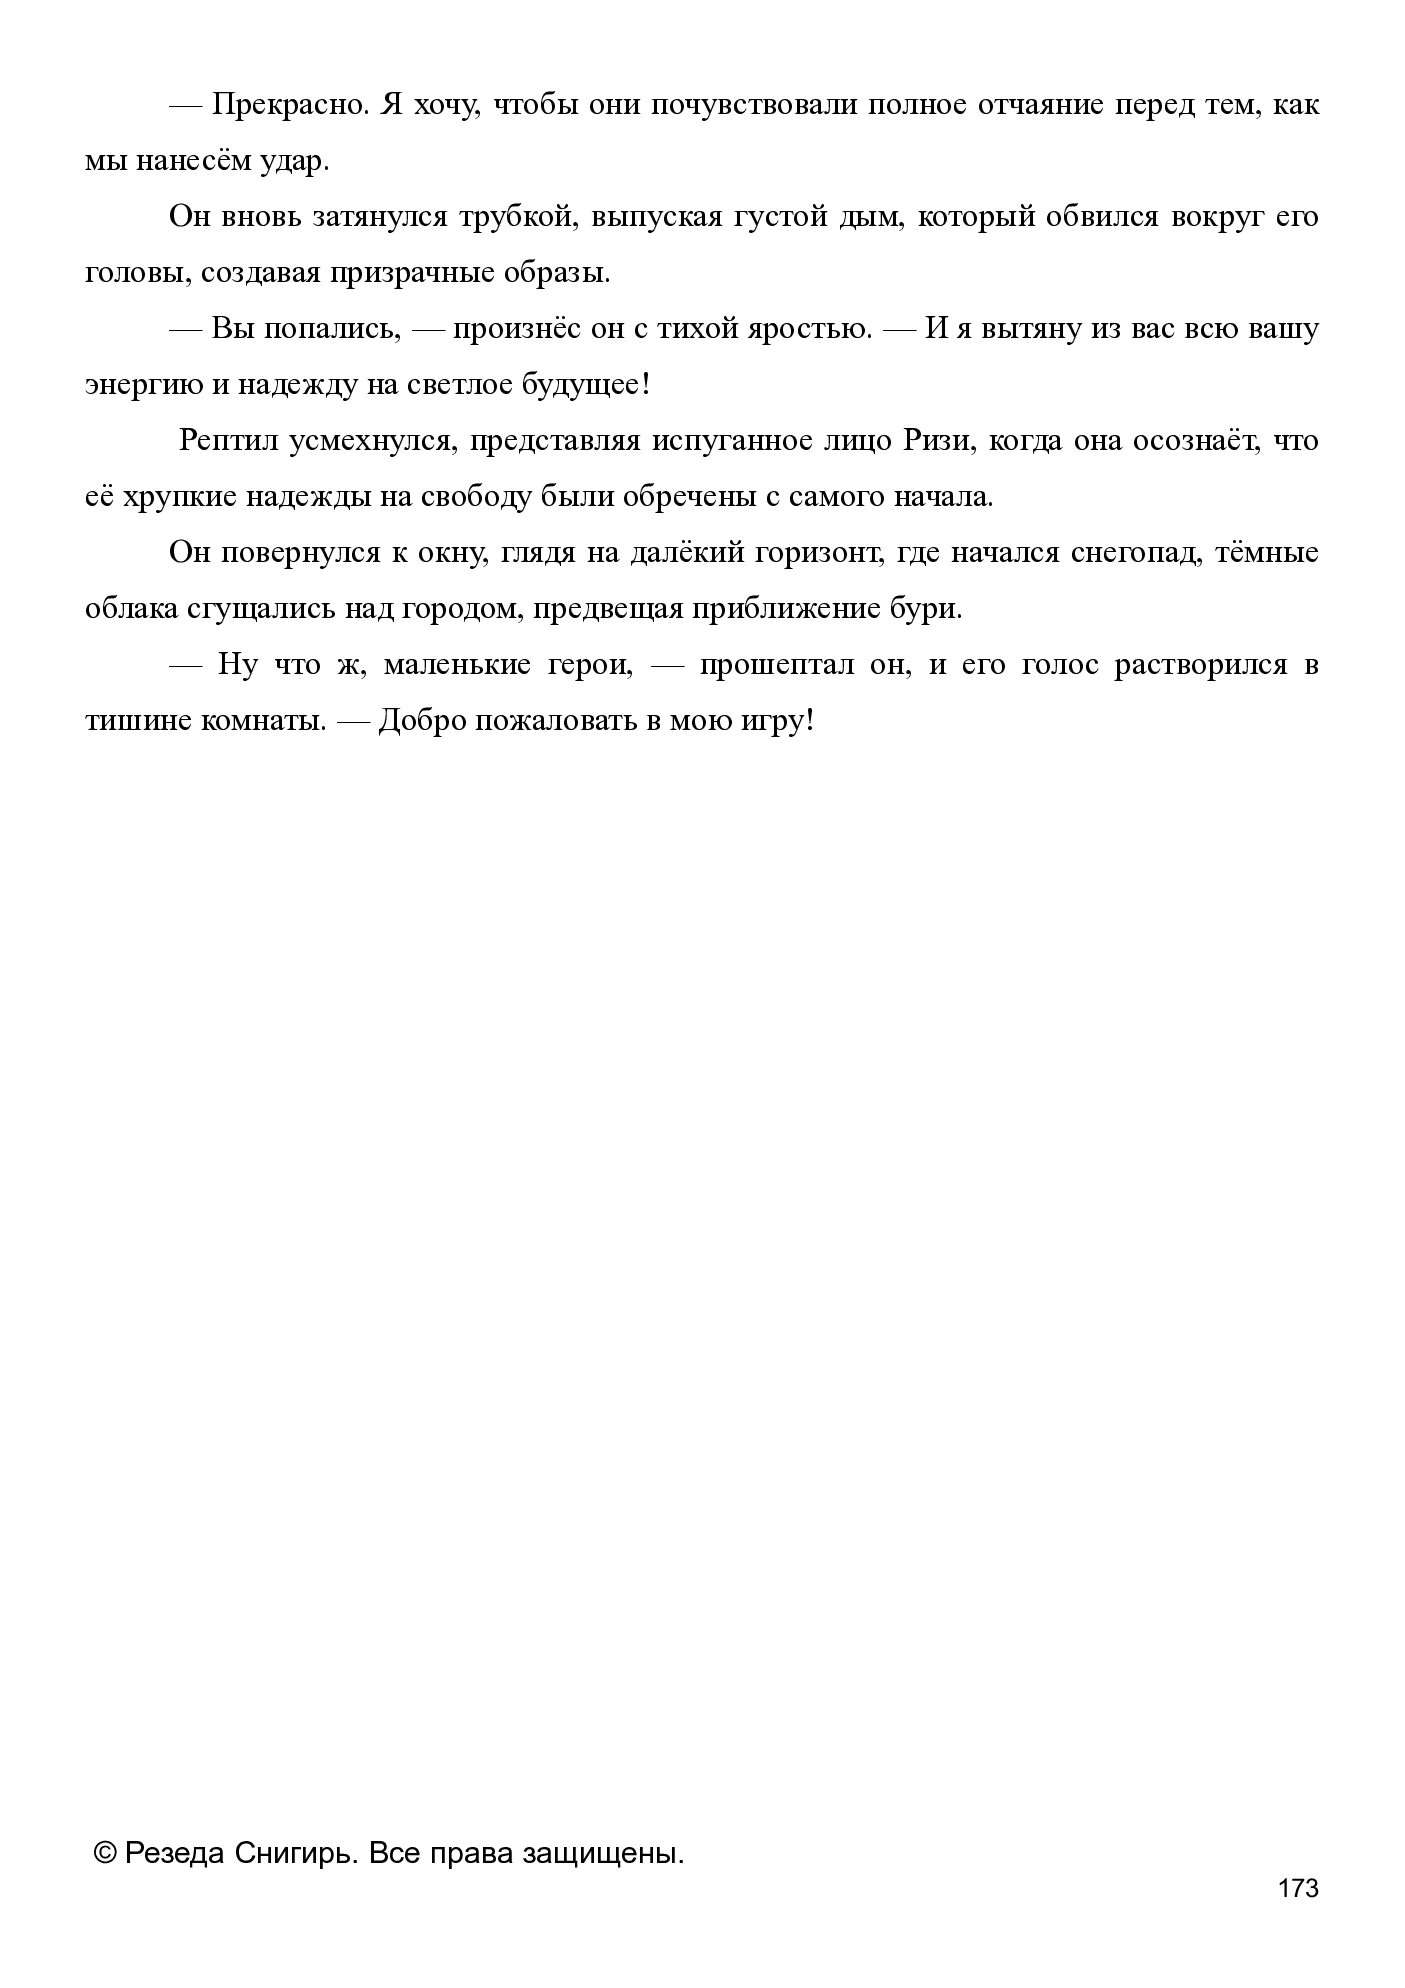 — Прекрасно. Я хочу, чтобы они почувствовали полное отчаяние перед тем, как
мы нанесём удар.
Он вновь затянулся трубкой, выпуская густой дым, который обвился вокруг его
головы, создавая призрачные образы.
— Вы попались, — произнёс он с тихой яростью. — И я вытяну из вас всю вашу
энергию и надежду на светлое будущее!
Рептил усмехнулся, представляя испуганное лицо Ризи, когда она осознаёт, что
её хрупкие надежды на свободу были обречены с самого начала.
Он повернулся к окну, глядя на далёкий горизонт, где начался снегопад, тёмные
облака сгущались над городом, предвещая приближение бури.
— Ну что ж, маленькие герои, — прошептал он, и его голос растворился в
тишине комнаты. — Добро пожаловать в мою игру!
© Резеда Снигирь. Все права защищены.
173